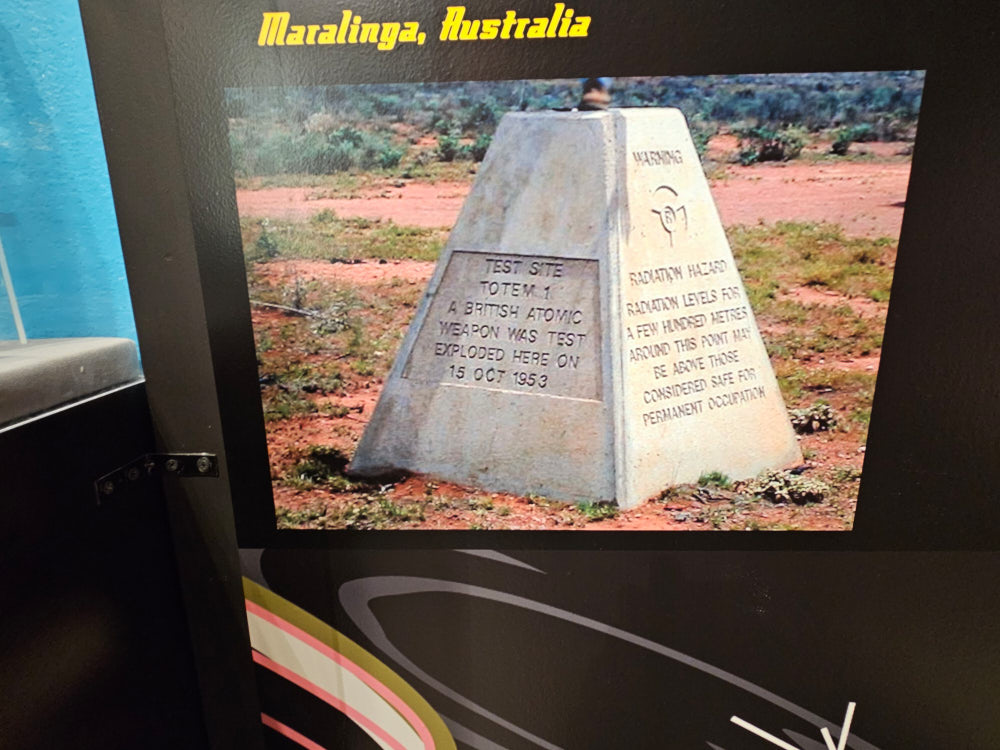 Maralinga, Australia
TEST SITE
TOTEM 1
A BRITISH ATOMIC
WEAPON WAS TEST
EXPLODED HERE ON
15 OCT 1953
WARNING
R
RADIATION HAZARD
RADIATION LEVELS FOR
A FEW HUNDRED METRES
AROUND THIS POINT MAY
BE ABOVE THOSE
CONSIDERED SAFE FOR
PERMANENT OCCUPATION